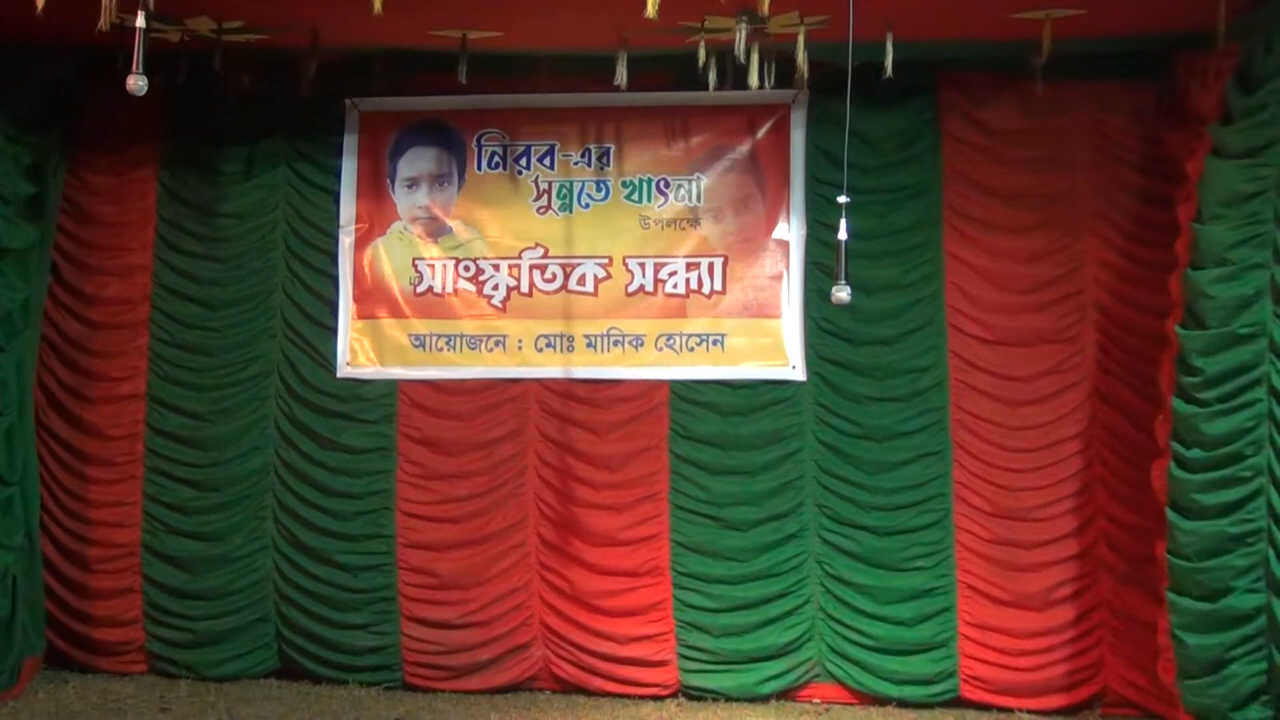 নিরব-এর
সুন্নতে খাৎনা
উপলক্ষে
সাংস্কৃতিক সন্ধ্যা
আয়োজনে : মোঃ মানিক হোসেন